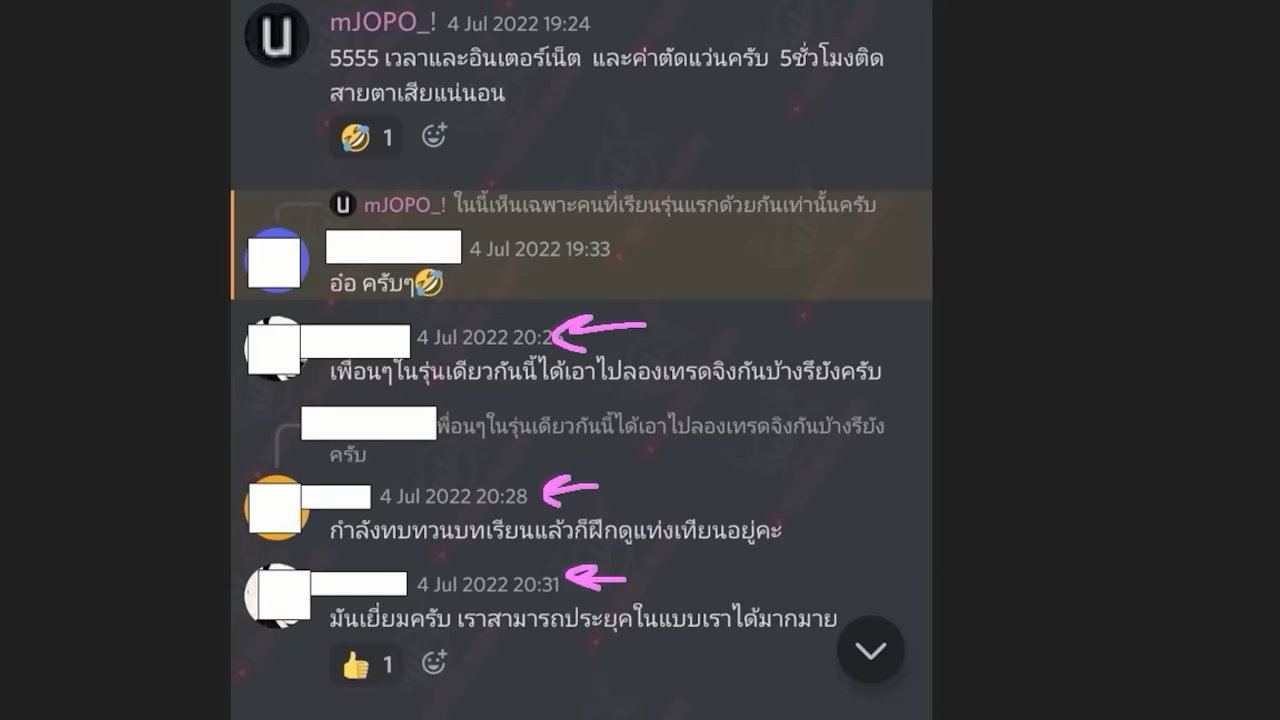 U
mJOPO_! 4 Jul 2022 19:24
5555 เวลาและอินเตอร์เน็ต และค่าตัดแว่นครับ 5ชั่วโมงติด
สายตาเสียแน่นอน
1
U mJOPO_! ในนี้เห็นเฉพาะคนที่เรียนรุ่นแรกด้วยกันเท่านั้นครับ
4 Jul 2022 19:33
อ๋อ ครับๆ
4 Jul 2022
เพื่อนๆในรุ่นเดียวกันนี้ได้เอาไปลองเทรดจิงกันบ้างรึยังครับ
พื่อนๆในรุ่นเดียวกันนี้ได้เอาไปลองเทรดจิงกันบ้างรึยัง
ครับ
4 Jul 2022 20:28
กำลังทบทวนบทเรียนแล้วก็ฝึกดูแท่งเทียนอยู่คะ
4 Jul 2022 20:31
มันเยี่ยมครับ เราสามารถประยุคในแบบเราได้มากมาย
1